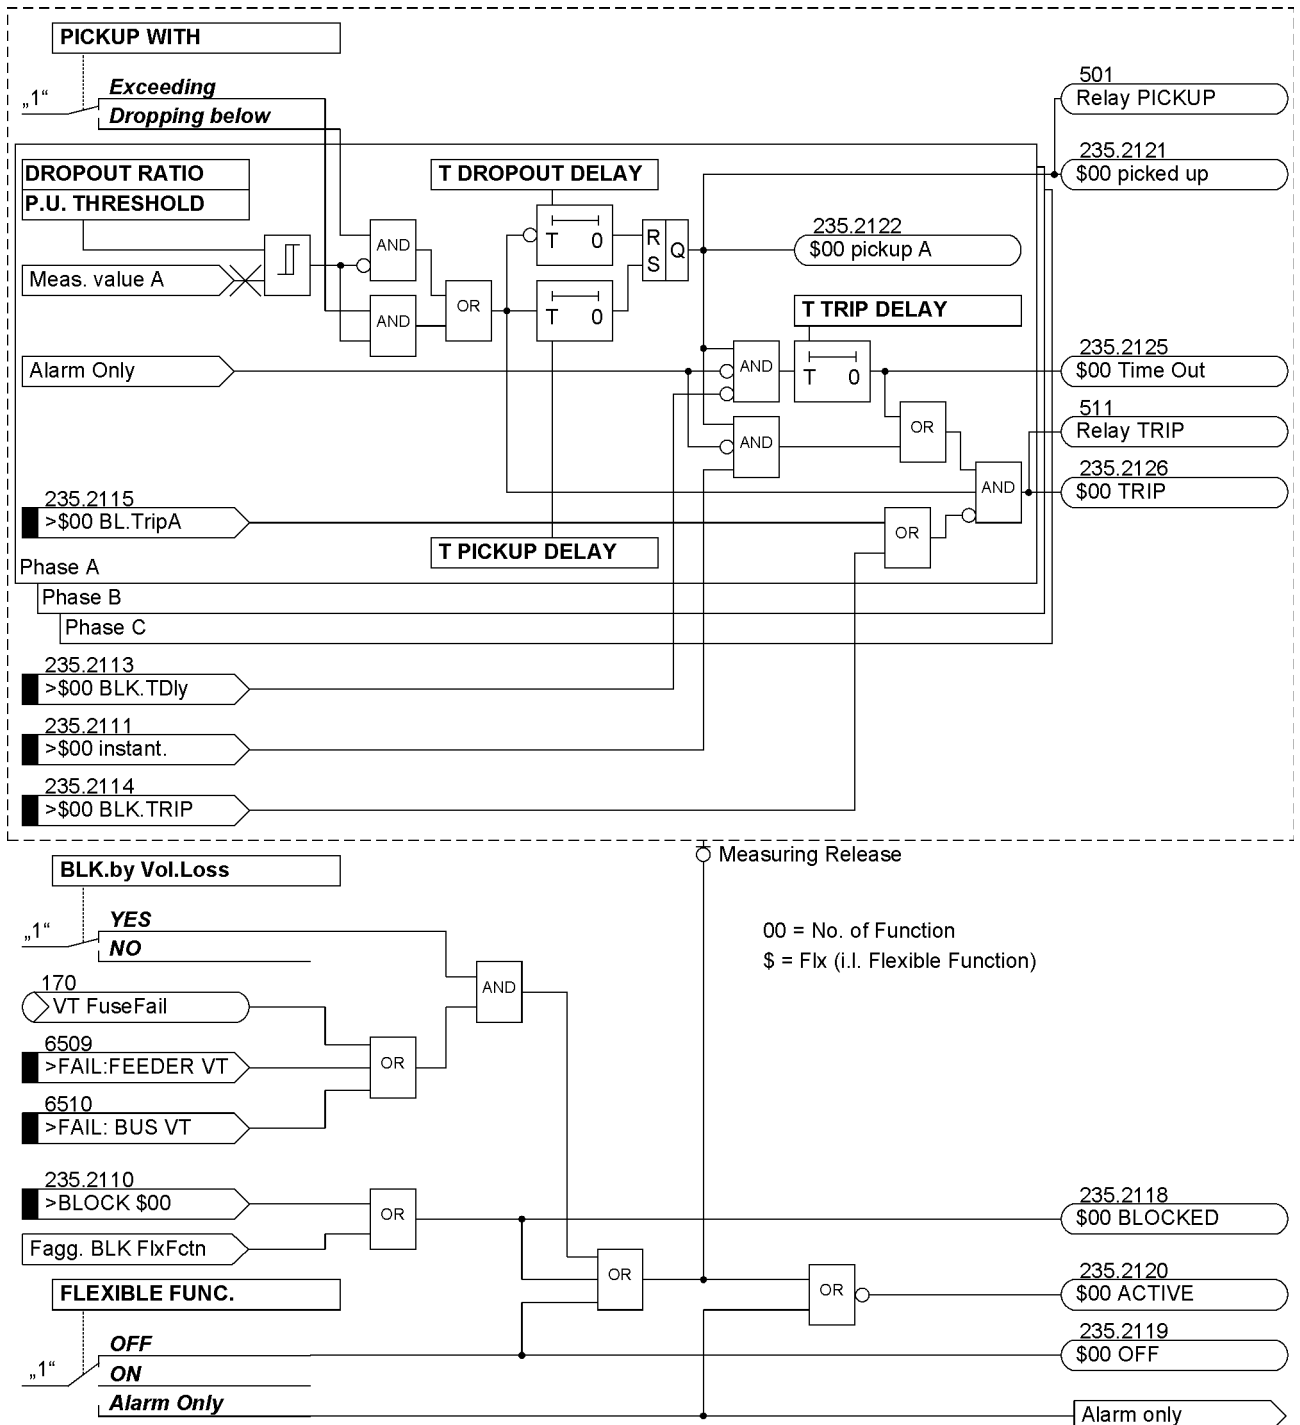 PICKUP WITH
„1“
Exceeding
Dropping below
501
Relay PICKUP
235.2121
$00 picked up
DROPOUT RATIO
P.U. THRESHOLD
T DROPOUT DELAY
T 0
R
S
Q
235.2122
$00 pickup A
AND
Meas. value A
OR
AND
T 0
T TRIP DELAY
Alarm Only
AND
T 0
235.2125
$00 Time Out
OR
511
Relay TRIP
AND
AND
235.2126
$00 TRIP
235.2115
>$00 BL.TripA
OR
T PICKUP DELAY
Phase A
Phase B
Phase C
235.2113
>$00 BLK.TDly
235.2111
>$00 instant.
235.2114
>$00 BLK.TRIP
Measuring Release
BLK.by Vol.Loss
„1“
YES
NO
00 = No. of Function
$ = Flx (i.l. Flexible Function)
170
VT FuseFail
AND
6509
>FAIL:FEEDER VT
OR
6510
>FAIL: BUS VT
235.2110
>BLOCK $00
OR
Fagg. BLK FlxFctn
235.2118
$00 BLOCKED
OR
OR
235.2120
$00 ACTIVE
FLEXIBLE FUNC.
„1“
OFF
ON
Alarm Only
235.2119
$00 OFF
Alarm only